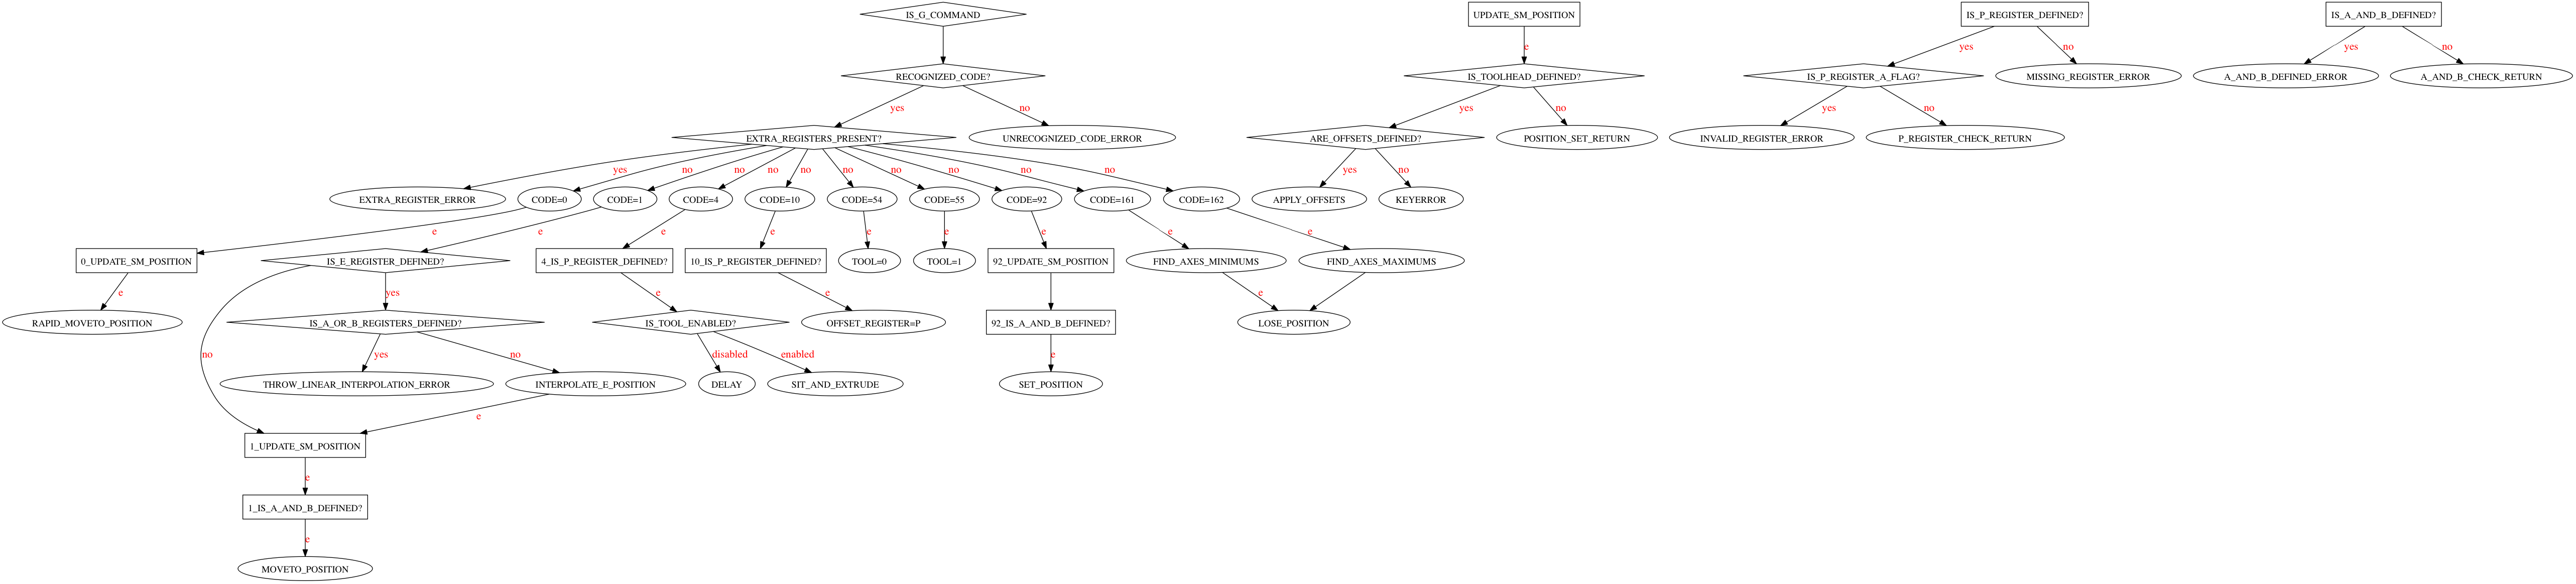 IS_G_COMMAND
UPDATE_SM_POSITION
IS_P_REGISTER_DEFINED?
IS_A_AND_B_DEFINED?
e
yes
no
yes
no
RECOGNIZED_CODE?
IS_TOOLHEAD_DEFINED?
IS_P_REGISTER_A_FLAG?
MISSING_REGISTER_ERROR
A_AND_B_DEFINED_ERROR
A_AND_B_CHECK_RETURN
yes
no
yes
no
yes
no
EXTRA_REGISTERS_PRESENT?
UNRECOGNIZED_CODE_ERROR
ARE_OFFSETS_DEFINED?
POSITION_SET_RETURN
INVALID_REGISTER_ERROR
P_REGISTER_CHECK_RETURN
yes
no
no
no
no
no
no
no
no
no
yes
no
EXTRA_REGISTER_ERROR
CODE=0
CODE=1
CODE=4
CODE=10
CODE=54
CODE=55
CODE=92
CODE=161
CODE=162
APPLY_OFFSETS
KEYERROR
e
e
e
e
e
e
e
e
e
0_UPDATE_SM_POSITION
IS_E_REGISTER_DEFINED?
4_IS_P_REGISTER_DEFINED?
10_IS_P_REGISTER_DEFINED?
TOOL=0
TOOL=1
92_UPDATE_SM_POSITION
FIND_AXES_MINIMUMS
FIND_AXES_MAXIMUMS
e
yes
e
e
e
RAPID_MOVETO_POSITION
IS_A_OR_B_REGISTERS_DEFINED?
IS_TOOL_ENABLED?
OFFSET_REGISTER=P
92_IS_A_AND_B_DEFINED?
LOSE_POSITION
no
yes
no
disabled
enabled
e
THROW_LINEAR_INTERPOLATION_ERROR
INTERPOLATE_E_POSITION
DELAY
SIT_AND_EXTRUDE
SET_POSITION
e
1_UPDATE_SM_POSITION
e
1_IS_A_AND_B_DEFINED?
e
MOVETO_POSITION